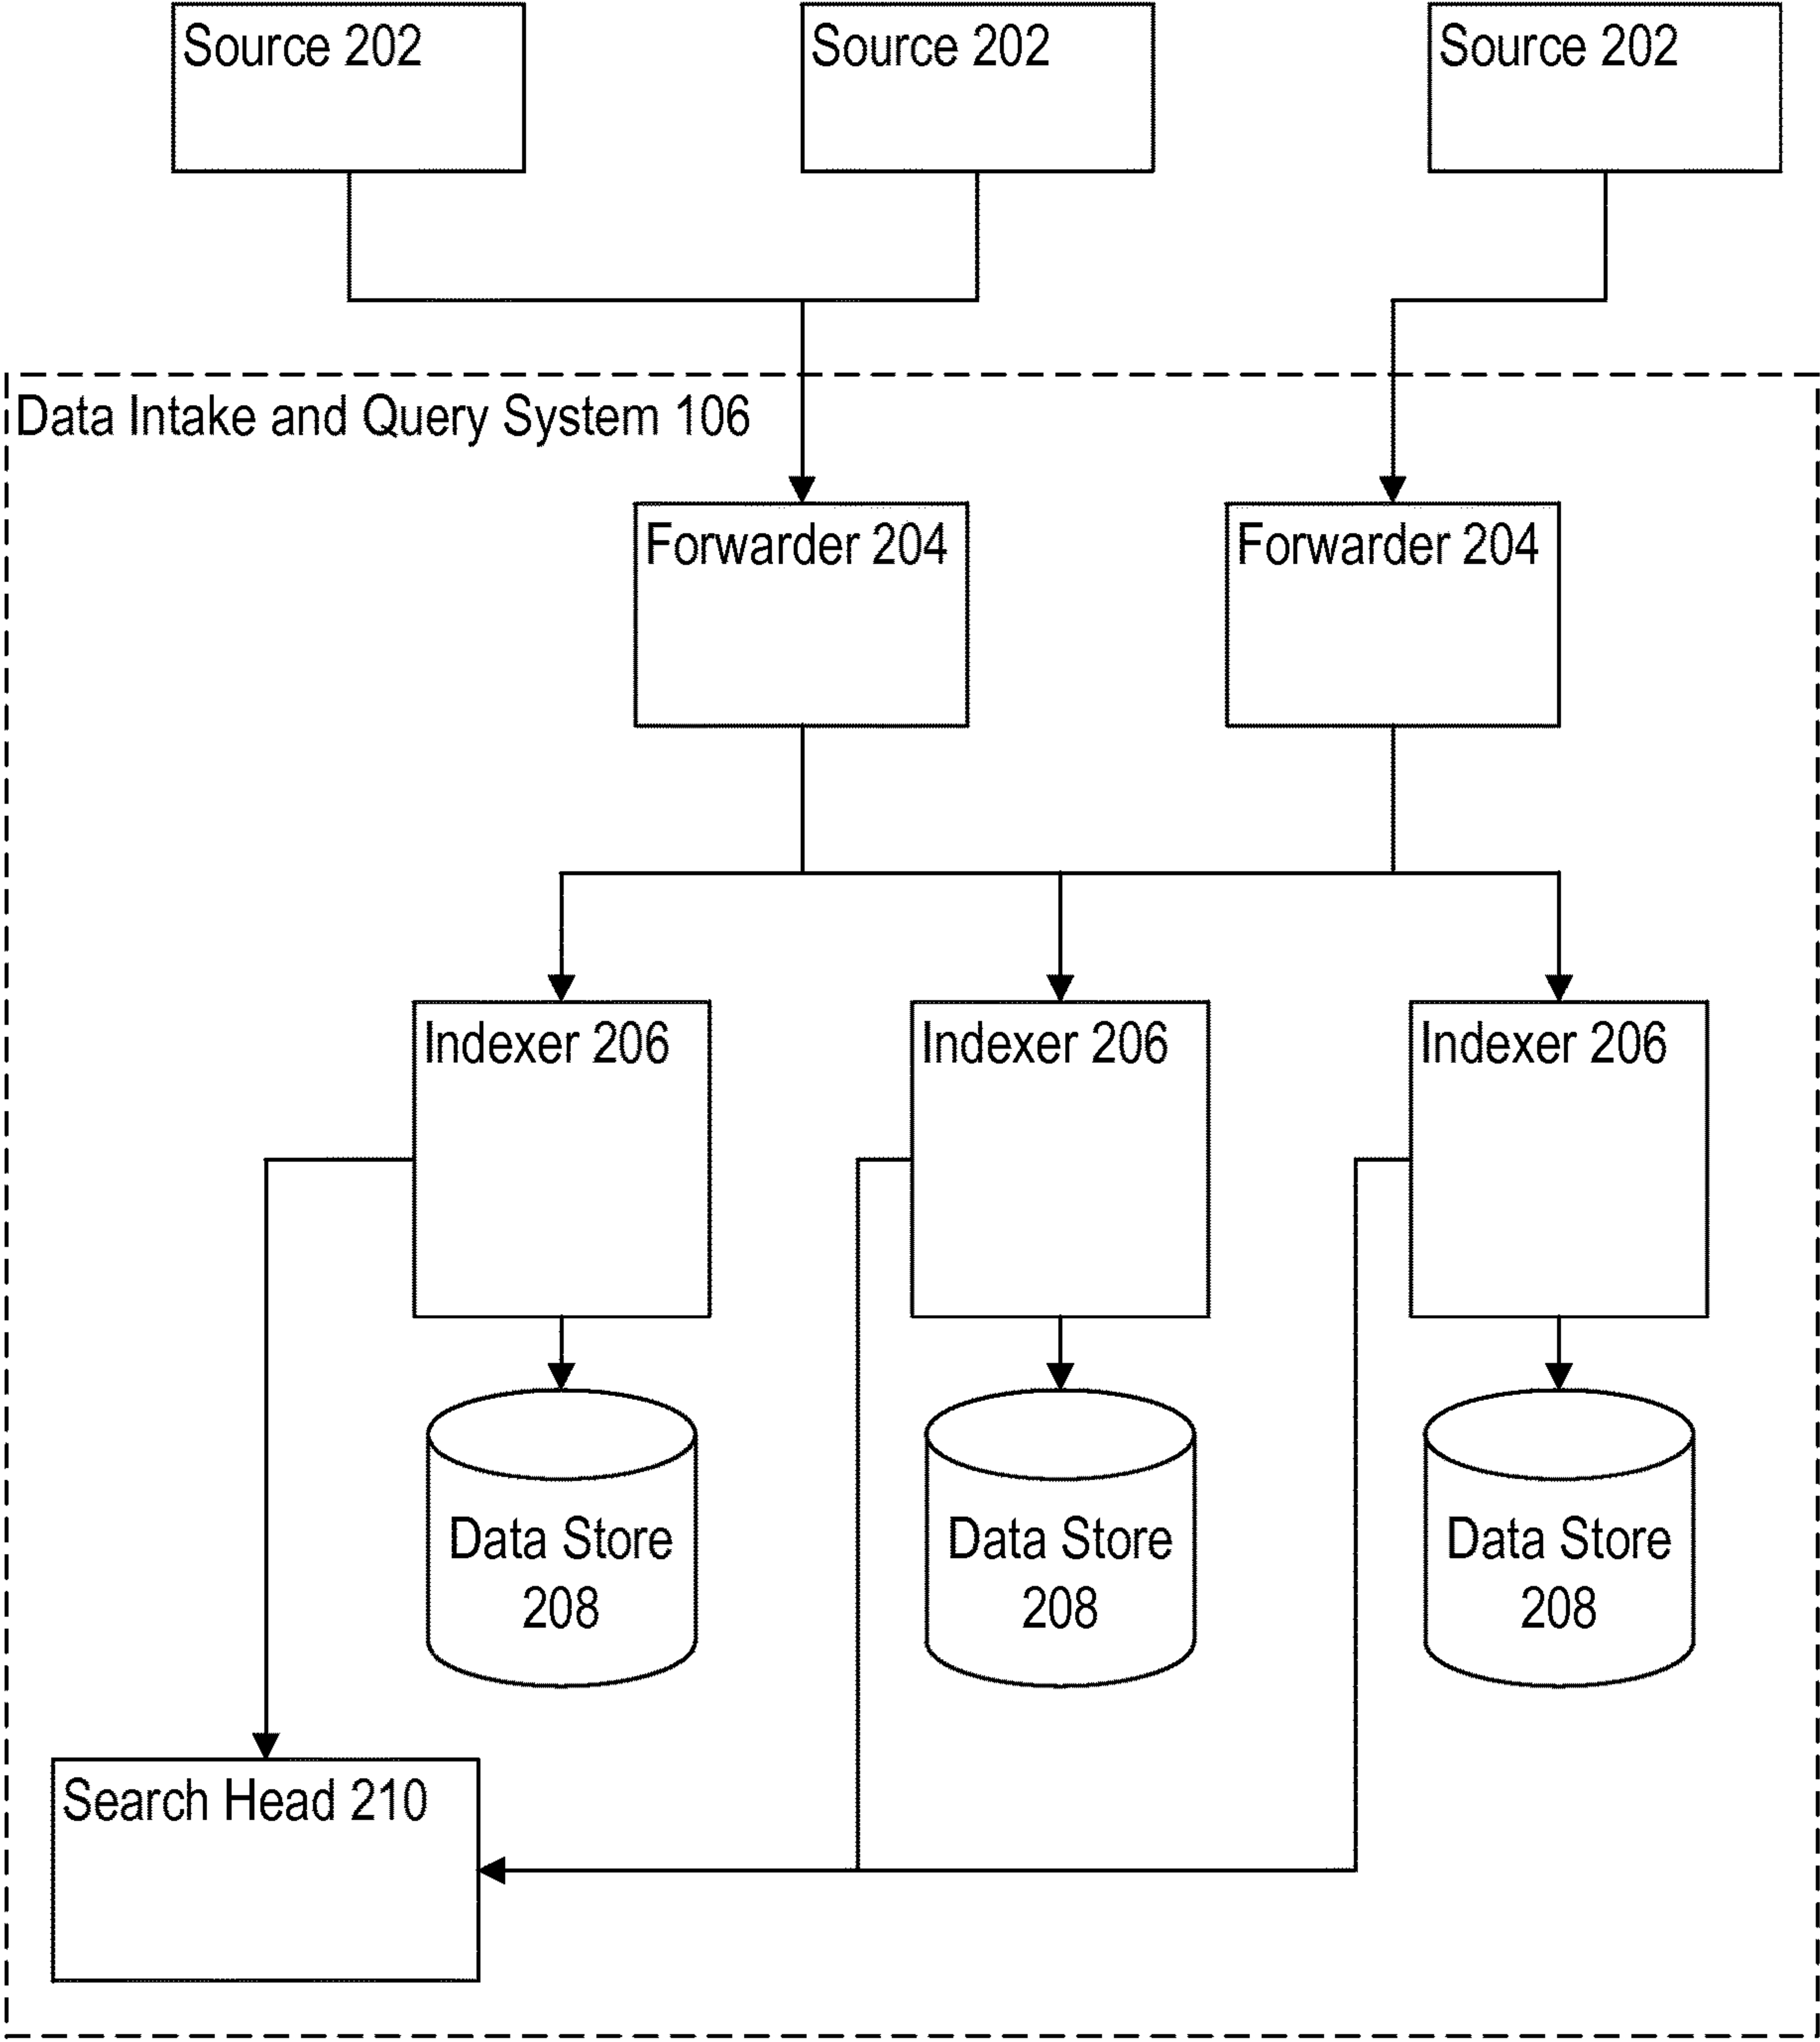 Source 202
Source 202
Source 202
Data Intake and Query System 106
Forwarder 204
Forwarder 204
Indexer 206
Indexer 206
Indexer 206
Data Store
208
Data Store
208
Data Store
208
Search Head 210